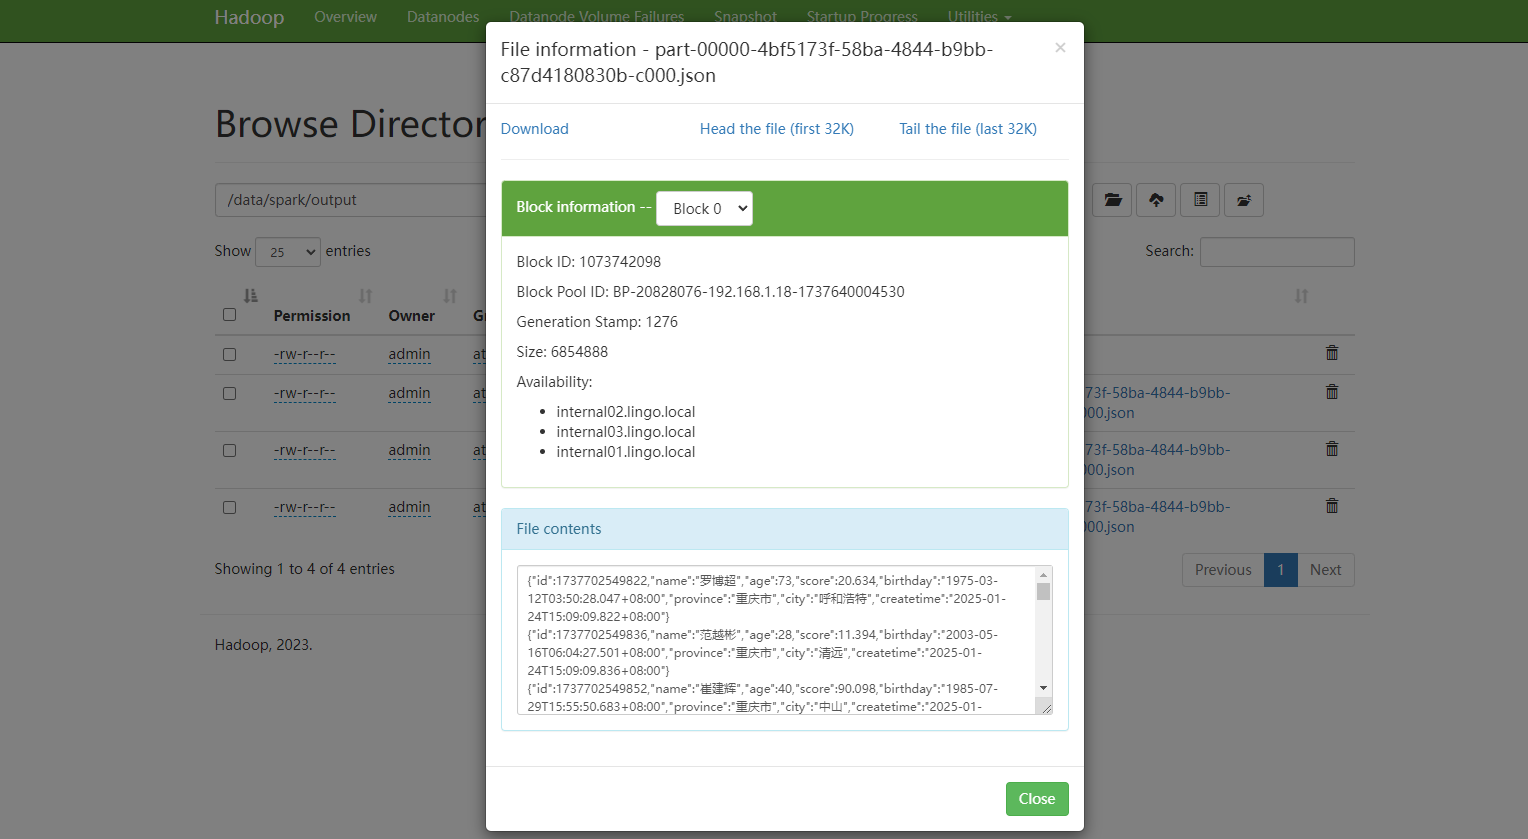 Hadoop Overview Datanodes Datanode Volume Failures Snapshot Startup Progress Utilities
File information - part-00000-4bf5173f-58ba-4844-b9bb-
c87d4180830b-c000.json
×
Download Head the file (first 32K) Tail the file (last 32K)
Browse Director
/data/spark/output
Block information -- Block 0
Show 25 entries
Search:
Block ID: 1073742098
Block Pool ID: BP-20828076-192.168.1.18-1737640004530
Generation Stamp: 1276
Size: 6854888
Availability:
internal02.lingo.local
internal03.lingo.local
internal01.lingo.local
Permission Owner G
-rw-r--r-- admin at
-rw-r--r-- admin at 73f-58ba-4844-b9bb-
000.json
-rw-r--r-- admin at 73f-58ba-4844-b9bb-
000.json
-rw-r--r-- admin at 73f-58ba-4844-b9bb-
000.json
File contents
{"id":1737702549822,"name":"罗博超","age":73,"score":20.634,"birthday":"1975-03-
12T03:50:28.047+08:00","province":"重庆市","city":"呼和浩特","createtime":"2025-01-
24T15:09:09.822+08:00"}
{"id":1737702549836,"name":"范越彬","age":28,"score":11.394,"birthday":"2003-05-
16T06:04:27.501+08:00","province":"重庆市","city":"清远","createtime":"2025-01-
24T15:09:09.836+08:00"}
{"id":1737702549852,"name":"崔建辉","age":40,"score":90.098,"birthday":"1985-07-
29T15:55:50.683+08:00","province":"重庆市","city":"中山","createtime":"2025-01-
Showing 1 to 4 of 4 entries
Previous 1 Next
Hadoop, 2023.
Close